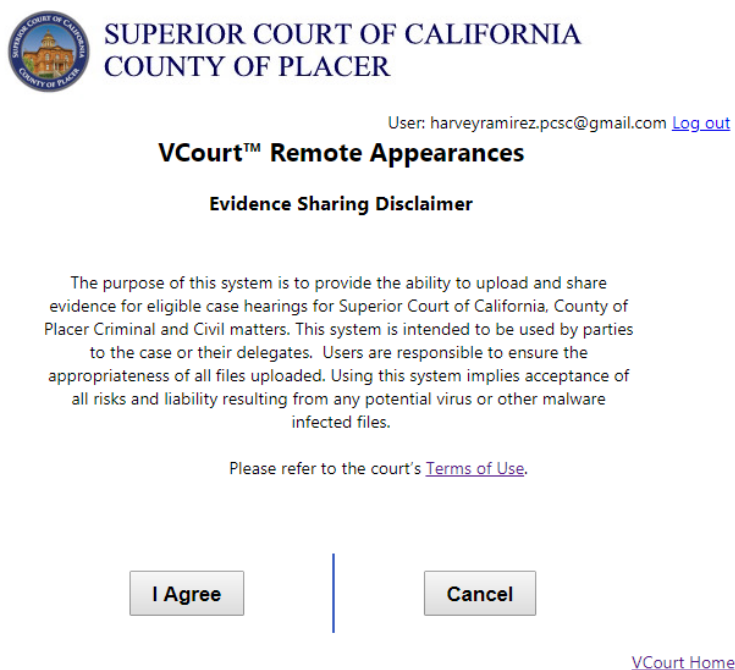 SUPERIOR COURT OF CALIFORNIA
COUNTY OF PLACER
User: harveyramirez.pcsc@gmail.com Log out
VCourt™ Remote Appearances
Evidence Sharing Disclaimer
The purpose of this system is to provide the ability to upload and share
evidence for eligible case hearings for Superior Court of California, County of
Placer Criminal and Civil matters. This system is intended to be used by parties
to the case or their delegates.  Users are responsible to ensure the
appropriateness of all files uploaded. Using this system implies acceptance of
all risks and liability resulting from any potential virus or other malware
infected files.
Please refer to the court's Terms of Use.
I Agree
Cancel
VCourt Home